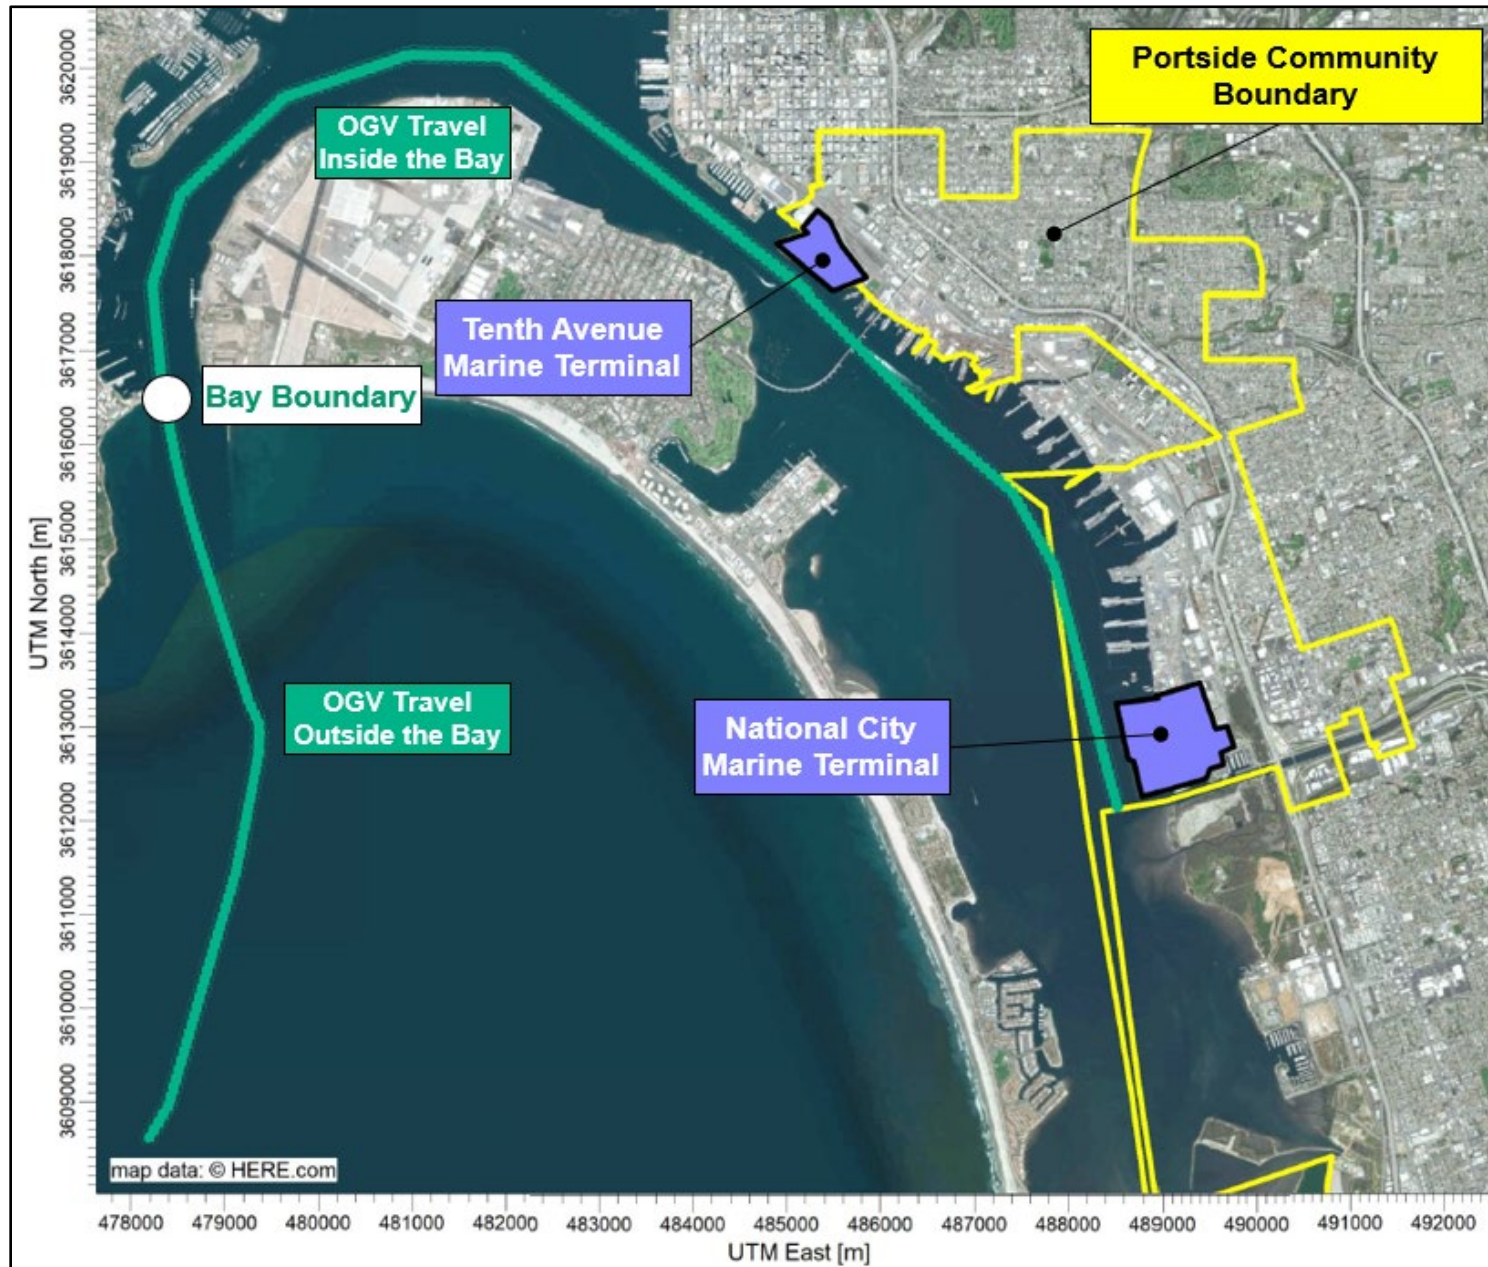 Portside Community
Boundary
OGV Travel
Inside the Bay
Tenth Avenue
Marine Terminal
Bay Boundary
OGV Travel
Outside the Bay
National City
Marine Terminal
UTM North [m]
3620000
3619000
3618000
3617000
3616000
3615000
3614000
3613000
3612000
3611000
3610000
3609000
map data: © HERE.com
478000 479000 480000 481000 482000 483000 484000 485000 486000 487000 488000 489000 490000 491000 492000
UTM East [m]